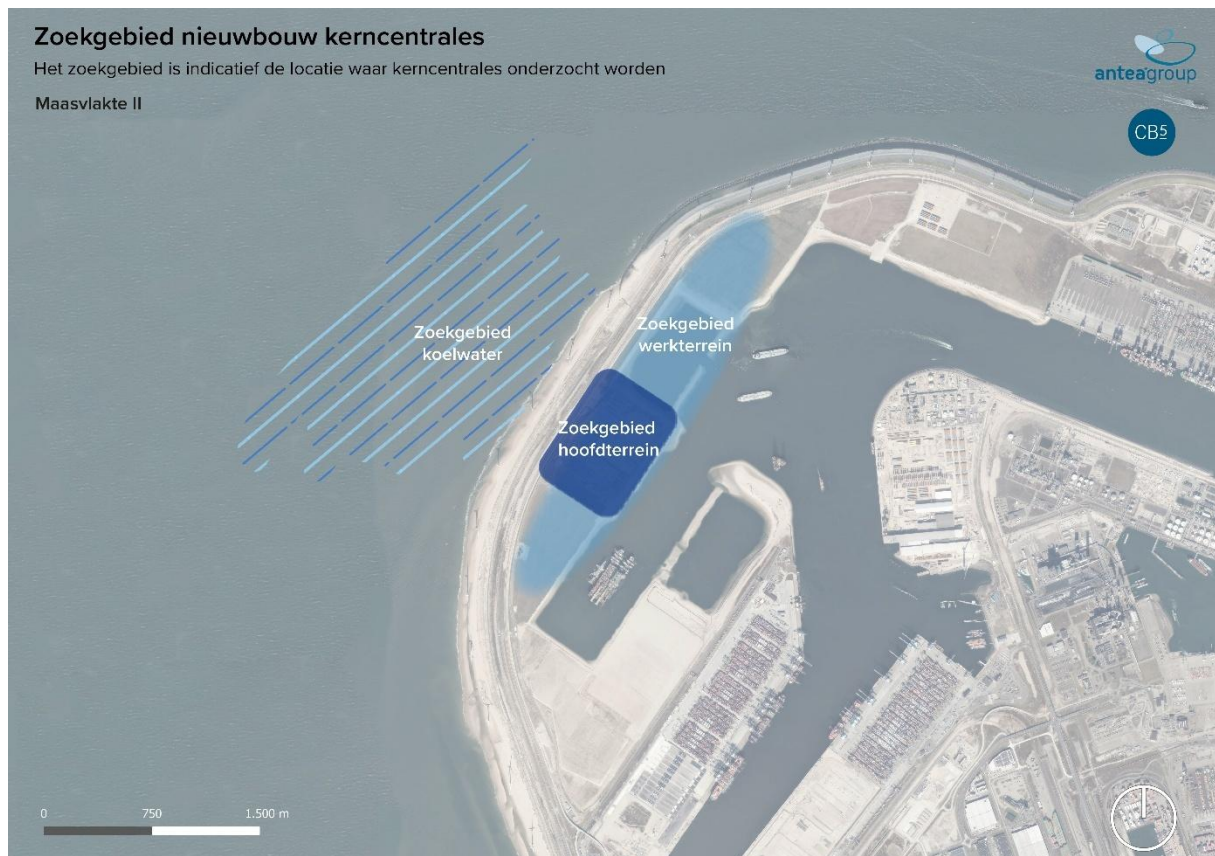 Zoekgebied nieuwbouw kerncentrales
Het zoekgebied is indicatief de locatie waar kerncentrales onderzocht worden
Maasvlakte II
anteagroup
CB5
Zoekgebied
koelwater
Zoekgebied
werkterrein
Zoekgebied
hoofdterrein
0 750 1.500 m